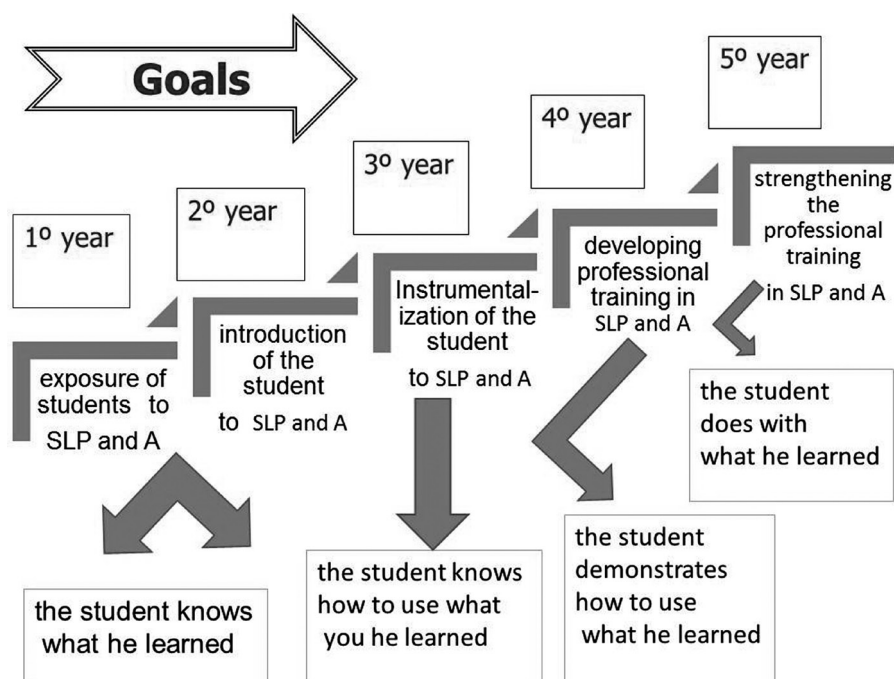 Goals
1º year
exposure of
students to
SLP and A
2º year
introduction
of the
student
to SLP and A
3º year
Instrumental-
ization of the
student
to SLP and A
4º year
developing
professional
training in
SLP and A
5º year
strengthening
the
professional
training
in SLP and A
the student knows
what he learned
the student knows
how to use what
you he learned
the student
demonstrates
how to use
what he learned
the student
does with
what he learned